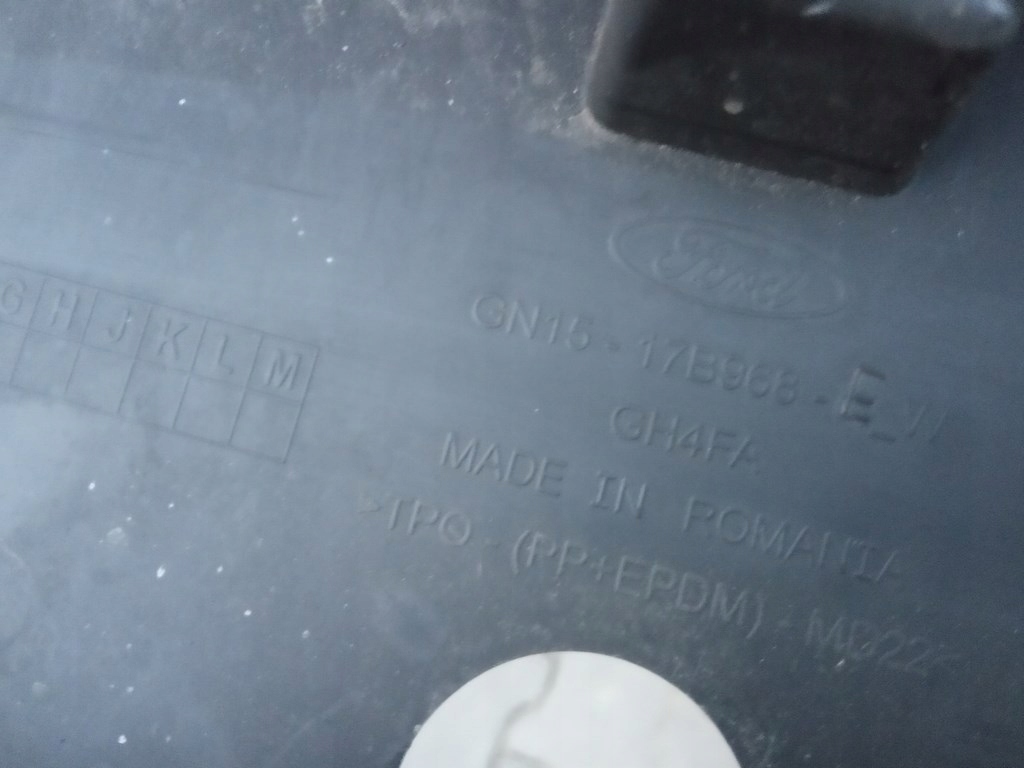 Ford
GN15-17B968-E_W
GH4FA
MADE IN ROMANIA
>TPO-(PP+EPDM)-MD22<
G H J K L M